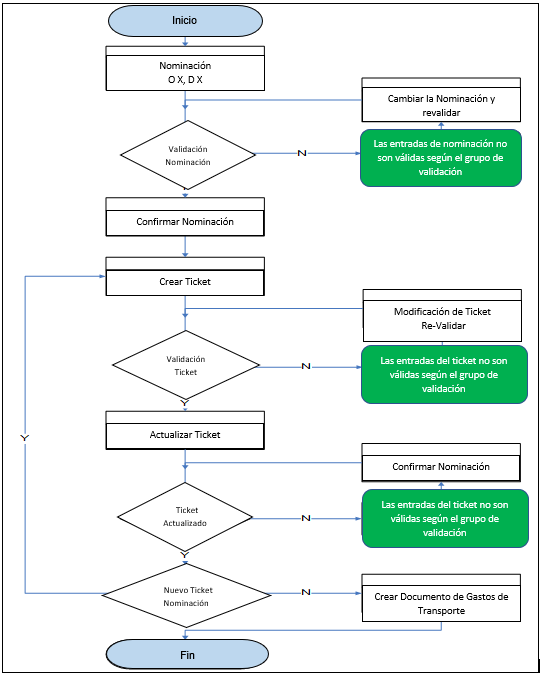 Inicio
Nominación
O X, D X
Cambiar la Nominación y
revalidar
Validación
Nominación
N
Las entradas de nominación no
son válidas según el grupo de
validación
Confirmar Nominación
Crear Ticket
Modificación de Ticket
Re-Validar
Validación
Ticket
N
Las entradas del ticket no son
válidas según el grupo de
validación
Y
Actualizar Ticket
Y
Confirmar Nominación
Ticket
Actualizado
N
Las entradas del ticket no son
válidas según el grupo de
validación
Y
Nuevo Ticket
Nominación
N
Crear Documento de Gastos de
Transporte
Fin